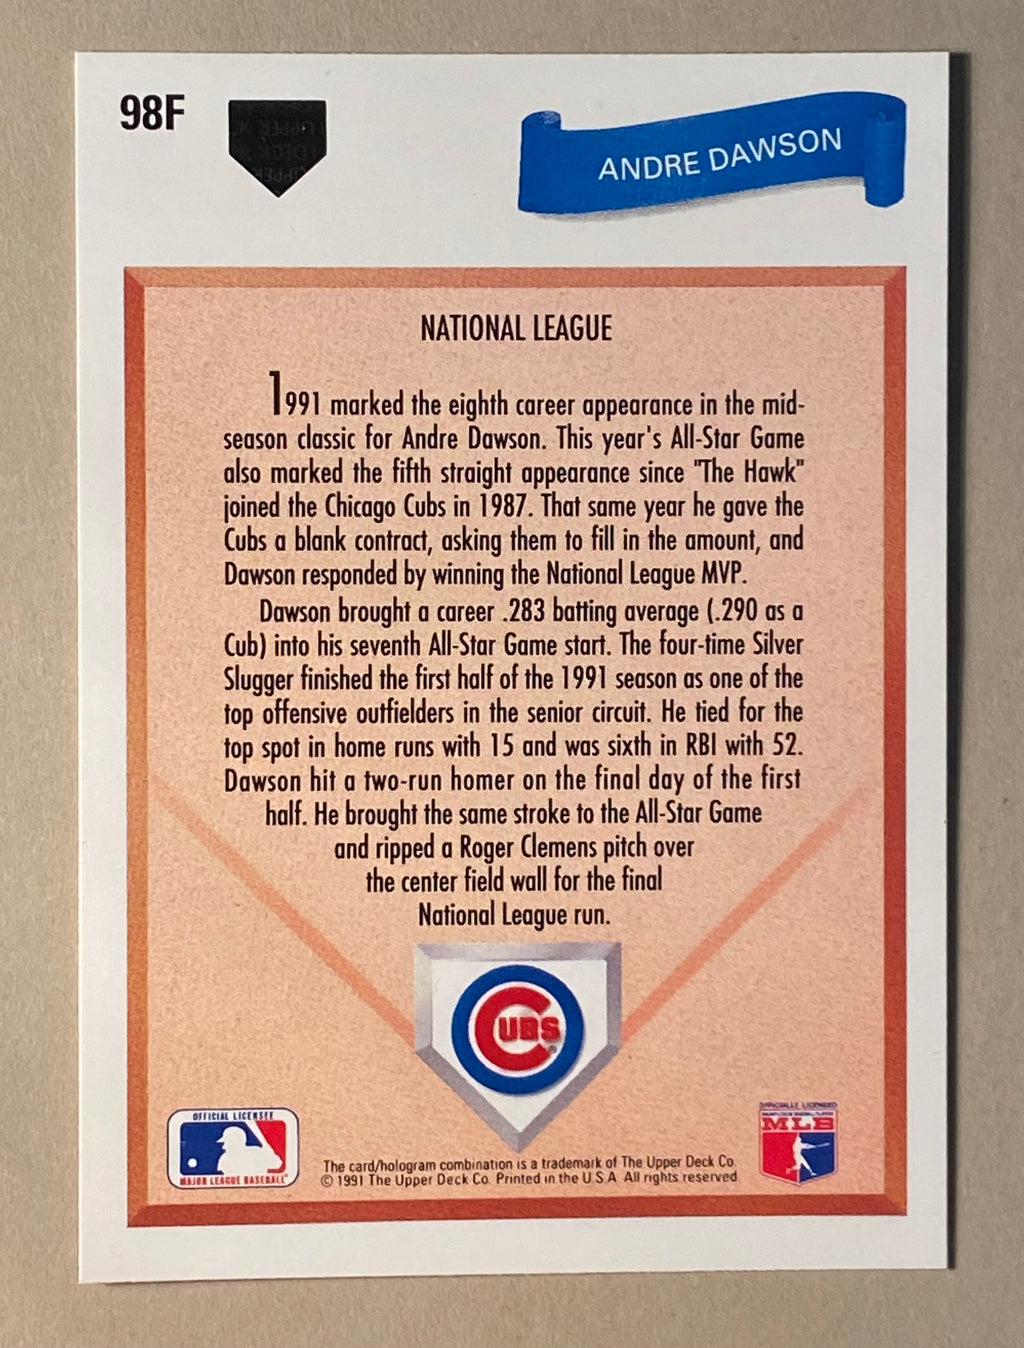 98F
ANDRE DAWSON
NATIONAL LEAGUE
1991 marked the eighth career appearance in the mid-
season classic for Andre Dawson. This year's All-Star Game
also marked the fifth straight appearance since "The Hawk"
joined the Chicago Cubs in 1987. That same year he gave the
Cubs a blank contract, asking them to fill in the amount, and
Dawson responded by winning the National League MVP.
Dawson brought a career .283 batting average (.290 as a
Cub) into his seventh All-Star Game start. The four-time Silver
Slugger finished the first half of the 1991 season as one of the
top offensive outfielders in the senior circuit. He tied for the
top spot in home runs with 15 and was sixth in RBI with 52.
Dawson hit a two-run homer on the final day of the first
half. He brought the same stroke to the All-Star Game
and ripped a Roger Clemens pitch over
the center field wall for the final
National League run.
CUBS
®
OFFICIAL LICENSEE
MAJOR LEAGUE BASEBALL
OFFICIALLY LICENSED
MLB
The card/hologram combination is a trademark of The Upper Deck Co.
© 1991 The Upper Deck Co. Printed in the U.S.A. All rights reserved.